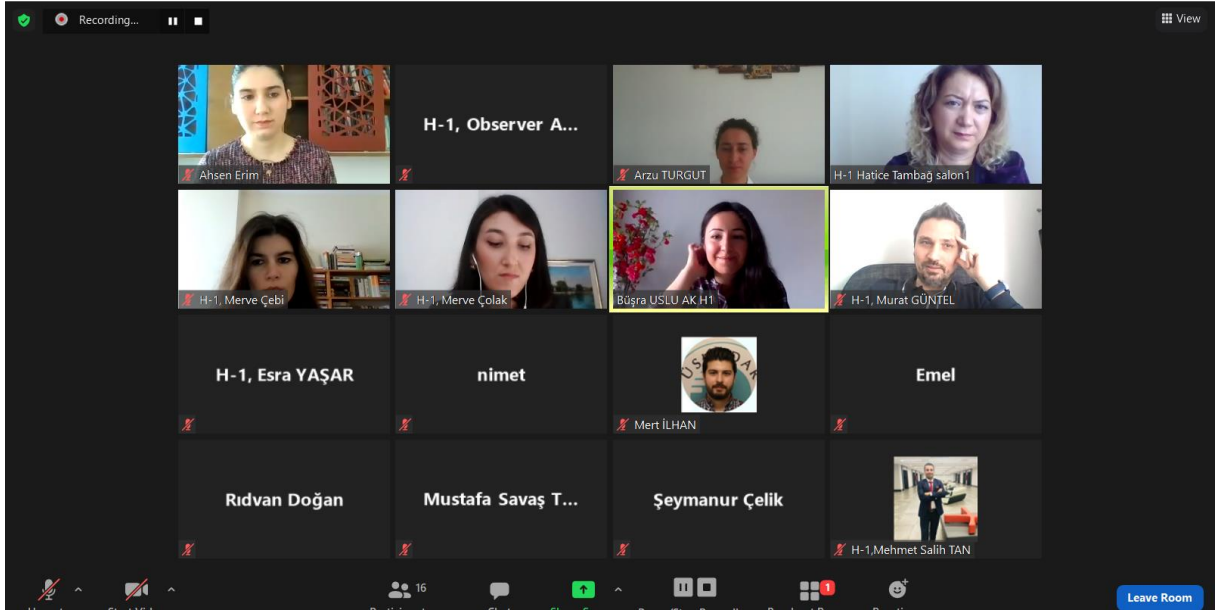 Recording...
View
Ahsen Erim
H-1, Observer A...
Arzu TURGUT
H-1 Hatice Tambağ salon1
H-1, Merve Çebi
H-1, Merve Çolak
Büşra USLU AK H1
H-1, Murat GÜNTEL
H-1, Esra YAŞAR
nimet
Mert İLHAN
Emel
Rıdvan Doğan
Mustafa Savaş T...
Şeymanur Çelik
H-1,Mehmet Salih TAN
16
1
Leave Room